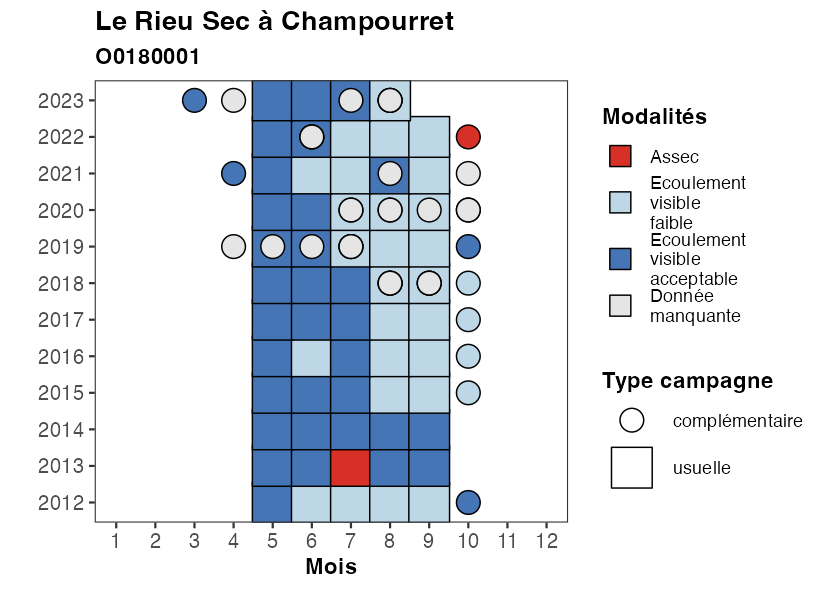 Le Rieu Sec à Champourret
O0180001
2023
2022
2021
2020
2019
2018
2017
2016
2015
2014
2013
2012
1 2 3 4 5 6 7 8 9 10 11 12
Mois
Modalités
Assec
Ecoulement
visible
faible
Ecoulement
visible
acceptable
Donnée
manquante
Type campagne
complémentaire
usuelle